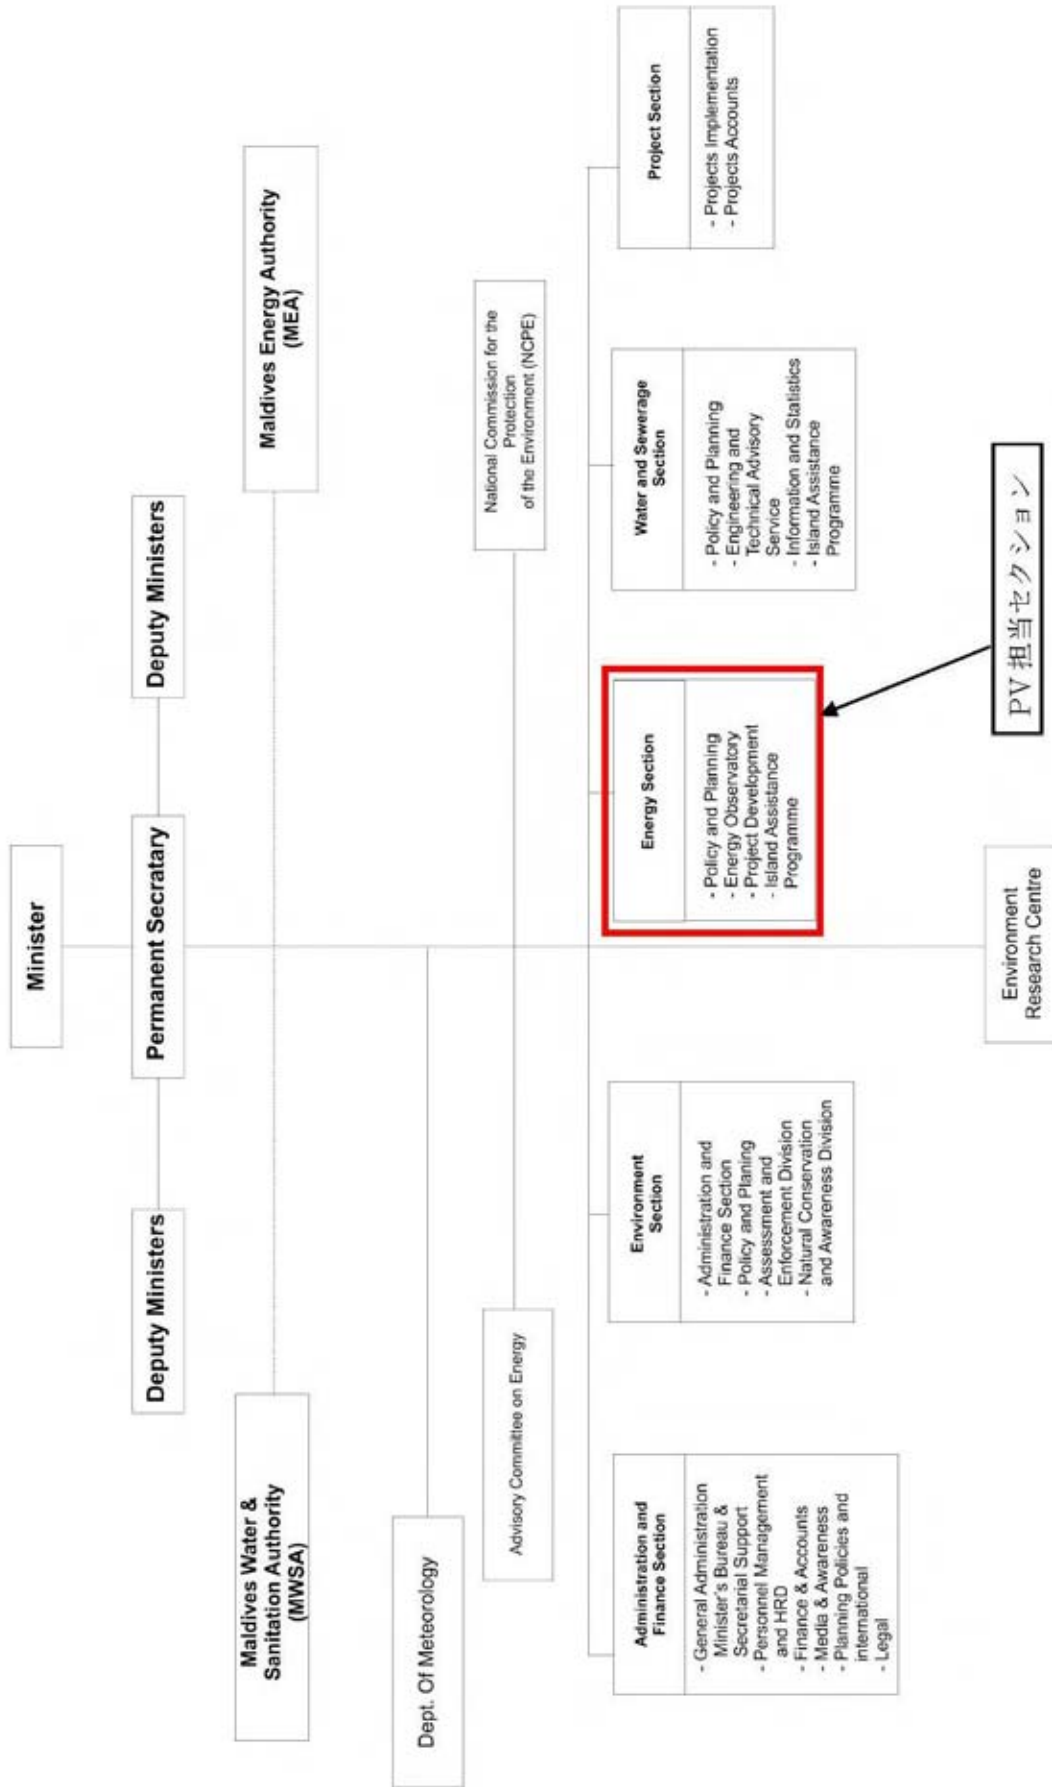 Minister
Deputy Ministers
Permanent Secratary
Deputy Ministers
Maldives Water &
Sanitation Authority
(MWSA)
Maldives Energy Authority
(MEA)
Dept. Of Meteorology
Advisory Committee on Energy
National Commission for the
Protection
of the Environment (NCPE)
Administration and
Finance Section
- General Administration
Minister's Bureau &
Secretarial Support
- Personnel Management
and HRD
- Finance & Accounts
- Media & Awareness
- Planning Policies and
international
- Legal
Environment
Section
- Administration and
Finance Section
- Policy and Planing
- Assessment and
Enforcement Division
- Natural Conservation
and Awareness Division
Energy Section
- Policy and Planning
- Energy Observatory
- Project Development
- Island Assistance
Programme
Water and Sewerage
Section
- Policy and Planning
- Engineering and
Technical Advisory
Service
- Information and Statistics
- Island Assistance
Programme
Project Section
- Projects Implementation
- Projects Accounts
Environment
Research Centre
PV 担当セクション